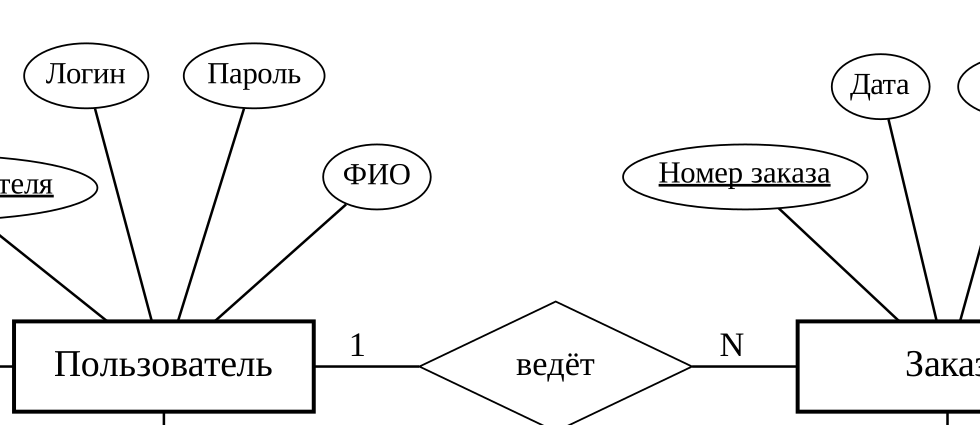 Логин
Пароль
Дата
ФИО
Номер заказа
Пользователь
1
ведёт
N